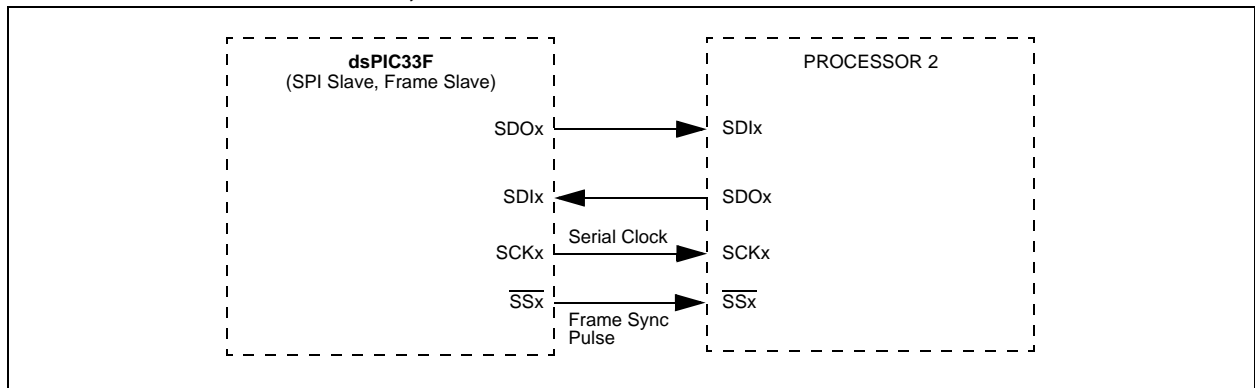 dsPIC33F
(SPI Slave, Frame Slave)
PROCESSOR 2
SDOx
SDIx
SDIx
SDOx
Serial Clock
SCKx
SCKx
SSx
SSx
Frame Sync
Pulse